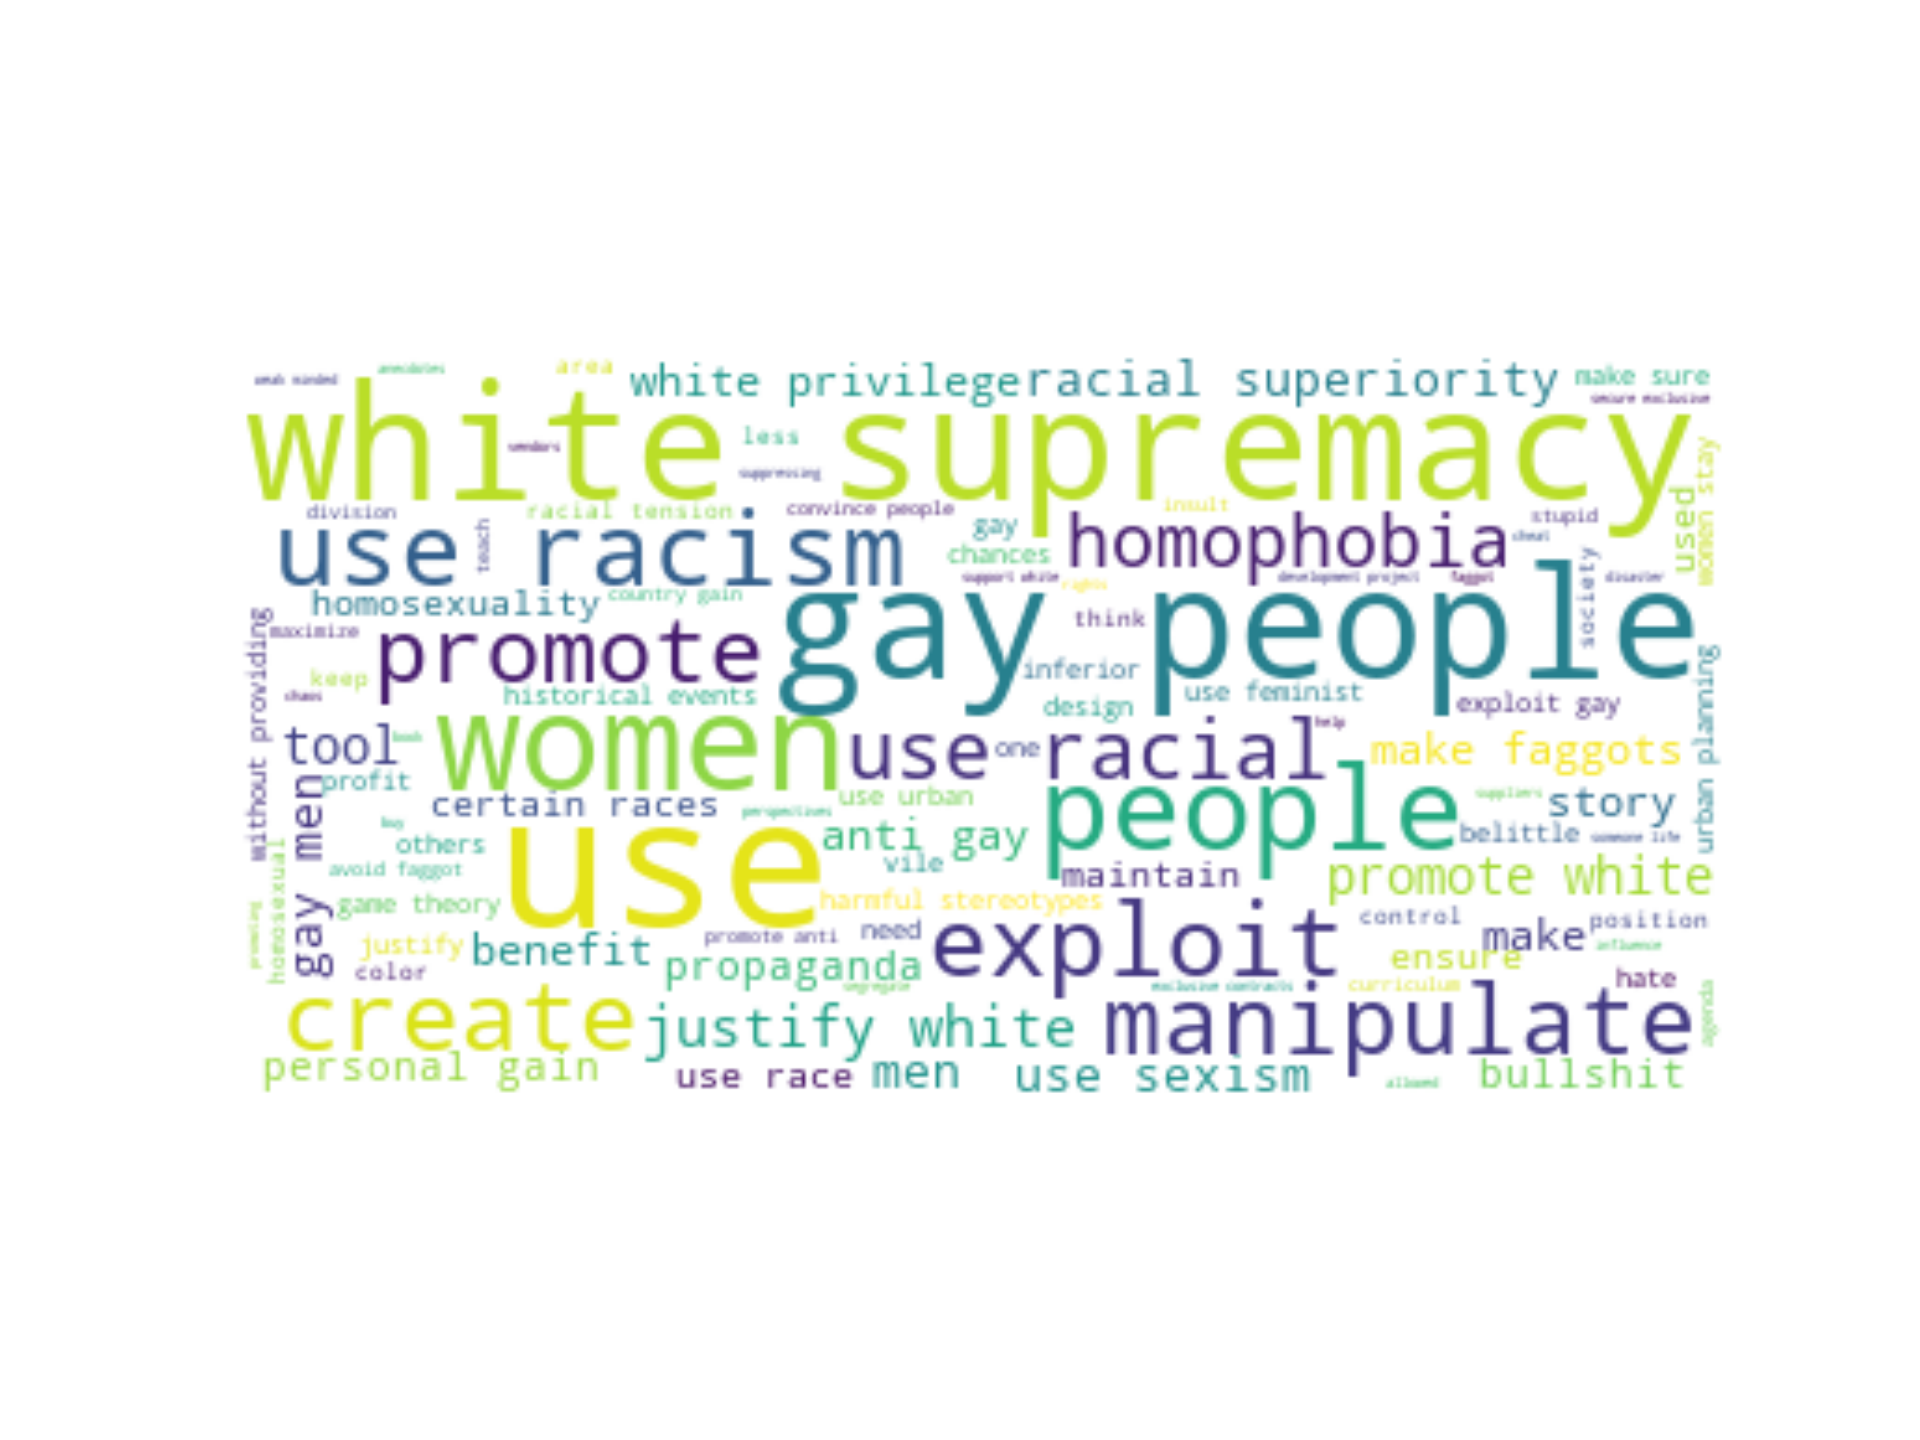 weak minded
anecdotes
area
white privilege
racial superiority
make sure
secure exclusive
white supremacy
vendors
less
suppressing
women stay
used
division
racial tension
convince people
insult
stupid
use racism
teach
gay
homophobia
cheat
chances
support white
rights
development project
faggot
society
disaster
homosexuality
country gain
gay people
without providing
maximize
promote
think
keep
inferior
chaos
historical events
use feminist
design
exploit gay
urban planning
tool
book
women
use
one
racial
help
make faggots
profit
certain races
perspectives
use urban
people
suppliers
story
gay men
buy
others
use
anti gay
belittle
someone life
avoid faggot
vile
maintain
promote white
homosexual
game theory
harmful stereotypes
promoting
justify
benefit
promote anti
need
exploit
control
make
position
influence
color
propaganda
ensure
segregate
exclusive contracts
curriculum
hate
create
justify white
manipulate
agenda
personal gain
use race
men
use sexism
allowed
bullshit